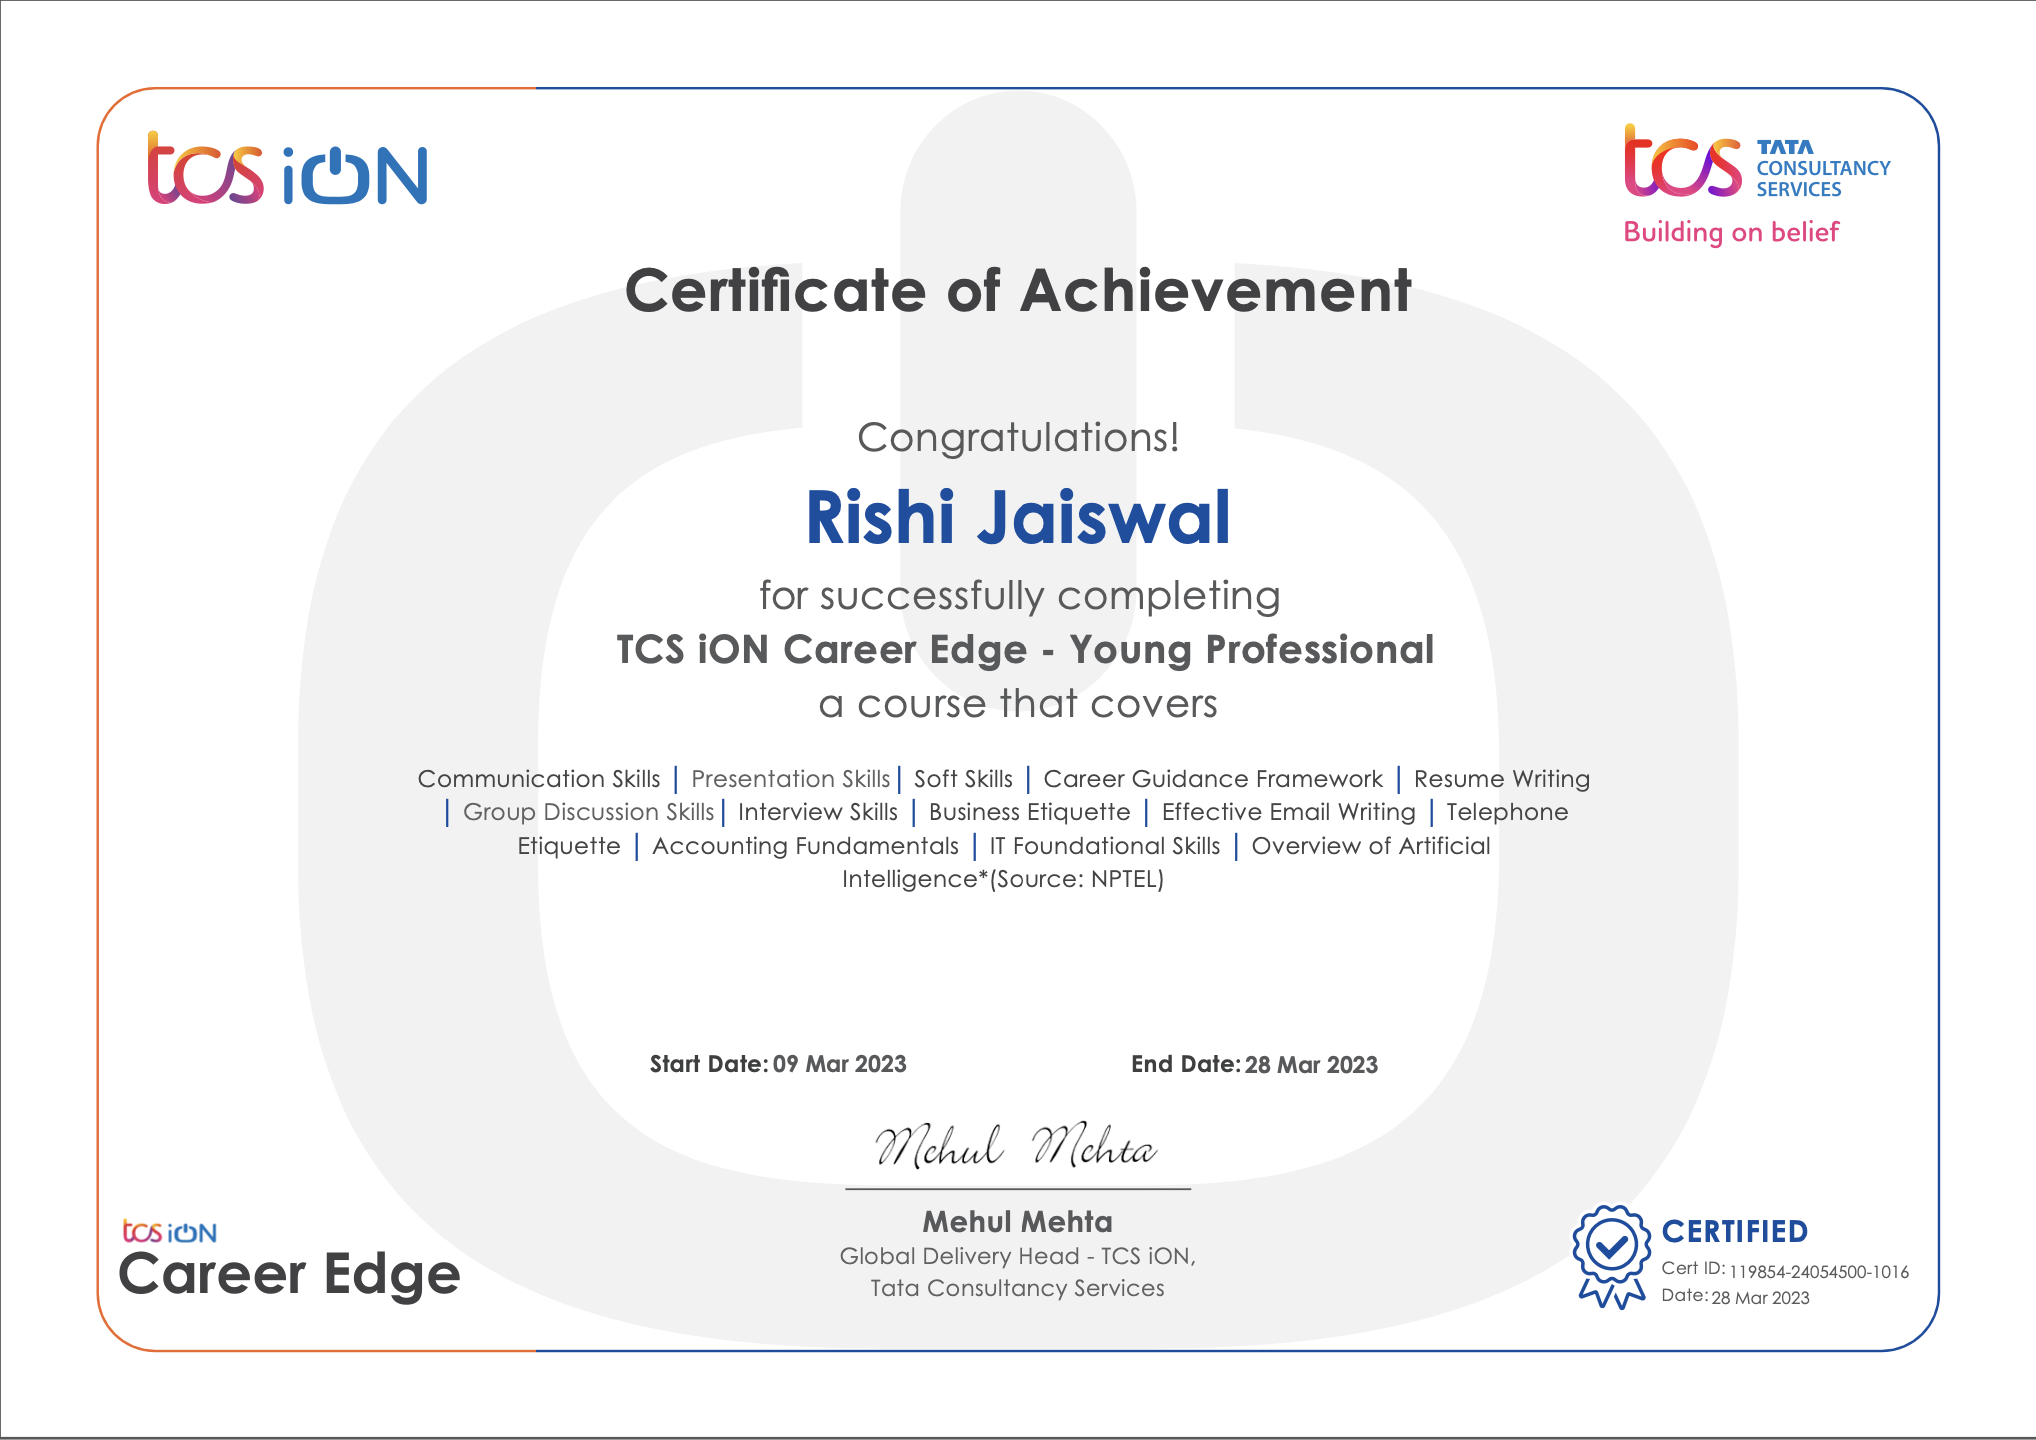 tcs iON
tcs TATA
CONSULTANCY
SERVICES
Building on belief
Certificate of Achievement
Congratulations!
Rishi Jaiswal
for successfully completing
TCS iON Career Edge - Young Professional
a course that covers
Communication Skills | Presentation Skills | Soft Skills | Career Guidance Framework | Resume Writing
| Group Discussion Skills | Interview Skills | Business Etiquette | Effective Email Writing | Telephone
Etiquette | Accounting Fundamentals | IT Foundational Skills | Overview of Artificial
Intelligence*(Source: NPTEL)
Start Date: 09 Mar 2023
End Date: 28 Mar 2023
Mehul Mehta
Mehul Mehta
Global Delivery Head - TCS iON,
Tata Consultancy Services
tcs iON
Career Edge
CERTIFIED
Cert ID: 119854-24054500-1016
Date: 28 Mar 2023